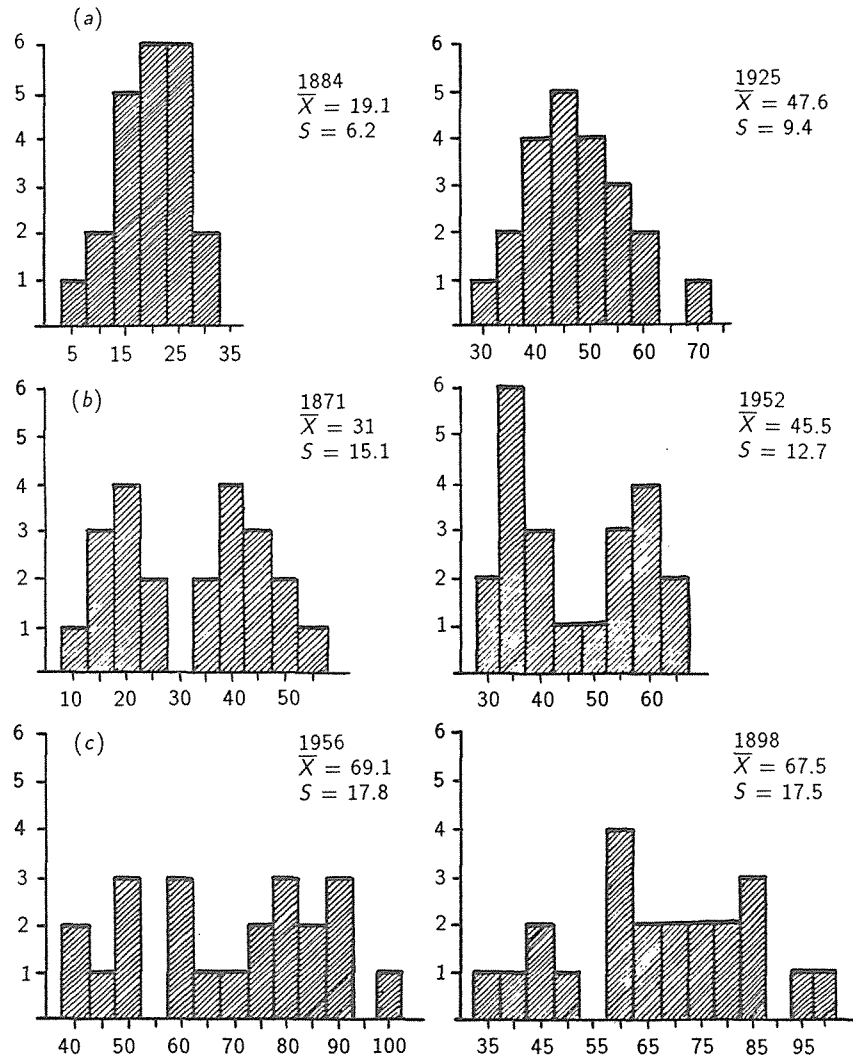 (a)
6
5
4
3
2
1
5 15 25 35
1884
X̅ = 19.1
S = 6.2
6
5
4
3
2
1
30 40 50 60 70
1925
X̅ = 47.6
S = 9.4
(b)
6
5
4
3
2
1
10 20 30 40 50
1871
X̅ = 31
S = 15.1
6
5
4
3
2
1
30 40 50 60
1952
X̅ = 45.5
S = 12.7
(c)
6
5
4
3
2
1
40 50 60 70 80 90 100
1956
X̅ = 69.1
S = 17.8
6
5
4
3
2
1
35 45 55 65 75 85 95
1898
X̅ = 67.5
S = 17.5